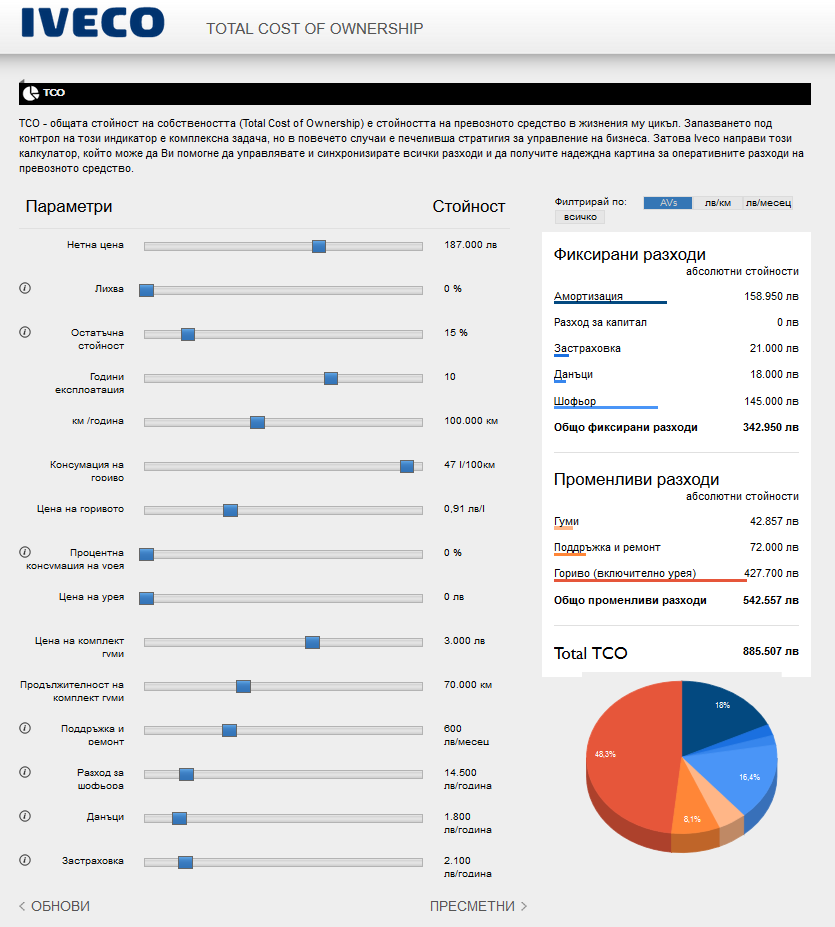 IVECO
TOTAL COST OF OWNERSHIP
TCO
TCO - общата стойност на собствеността (Total Cost of Ownership) е стойността на превозното средство в жизнения му цикъл. Запазването под
контрол на този индикатор е комплексна задача, но в повечето случаи е печеливша стратигия за управление на бизнеса. Затова Iveco направи този
калкулатор, който може да Ви помогне да управлявате и синхронизирате всички разходи и да получите надеждна картина за оперативните разходи на
превозното средство.
Параметри Стойност
Нетна цена 187.000 лв
Лихва 0 %
Остатъчна 15 %
стойност
Години 10
експлоатация
км /година 100.000 км
Консумация на 47 l/100км
гориво
Цена на горивото 0,91 лв/l
Процентна 0 %
консумация на урея
Цена на урея 0 лв
Цена на комплект 3.000 лв
гуми
Продължителност на 70.000 км
комплект гуми
Поддръжка и 600
ремонт лв/месец
Разход за 14.500
шофьора лв/година
Данъци 1.800
лв/година
Застраховка 2.100
лв/година
ОБНОВИ ПРЕСМЕТНИ
Филтрирай по: AVs лв/км лв/месец
всичко
Фиксирани разходи
абсолютни стойности
Амортизация 158.950 лв
Разход за капитал 0 лв
Застраховка 21.000 лв
Данъци 18.000 лв
Шофьор 145.000 лв
Общо фиксирани разходи 342.950 лв
Променливи разходи
абсолютни стойности
Гуми 42.857 лв
Поддръжка и ремонт 72.000 лв
Гориво (включително урея) 427.700 лв
Общо променливи разходи 542.557 лв
Total TCO 885.507 лв
18%
48,3%
16,4%
8,1%